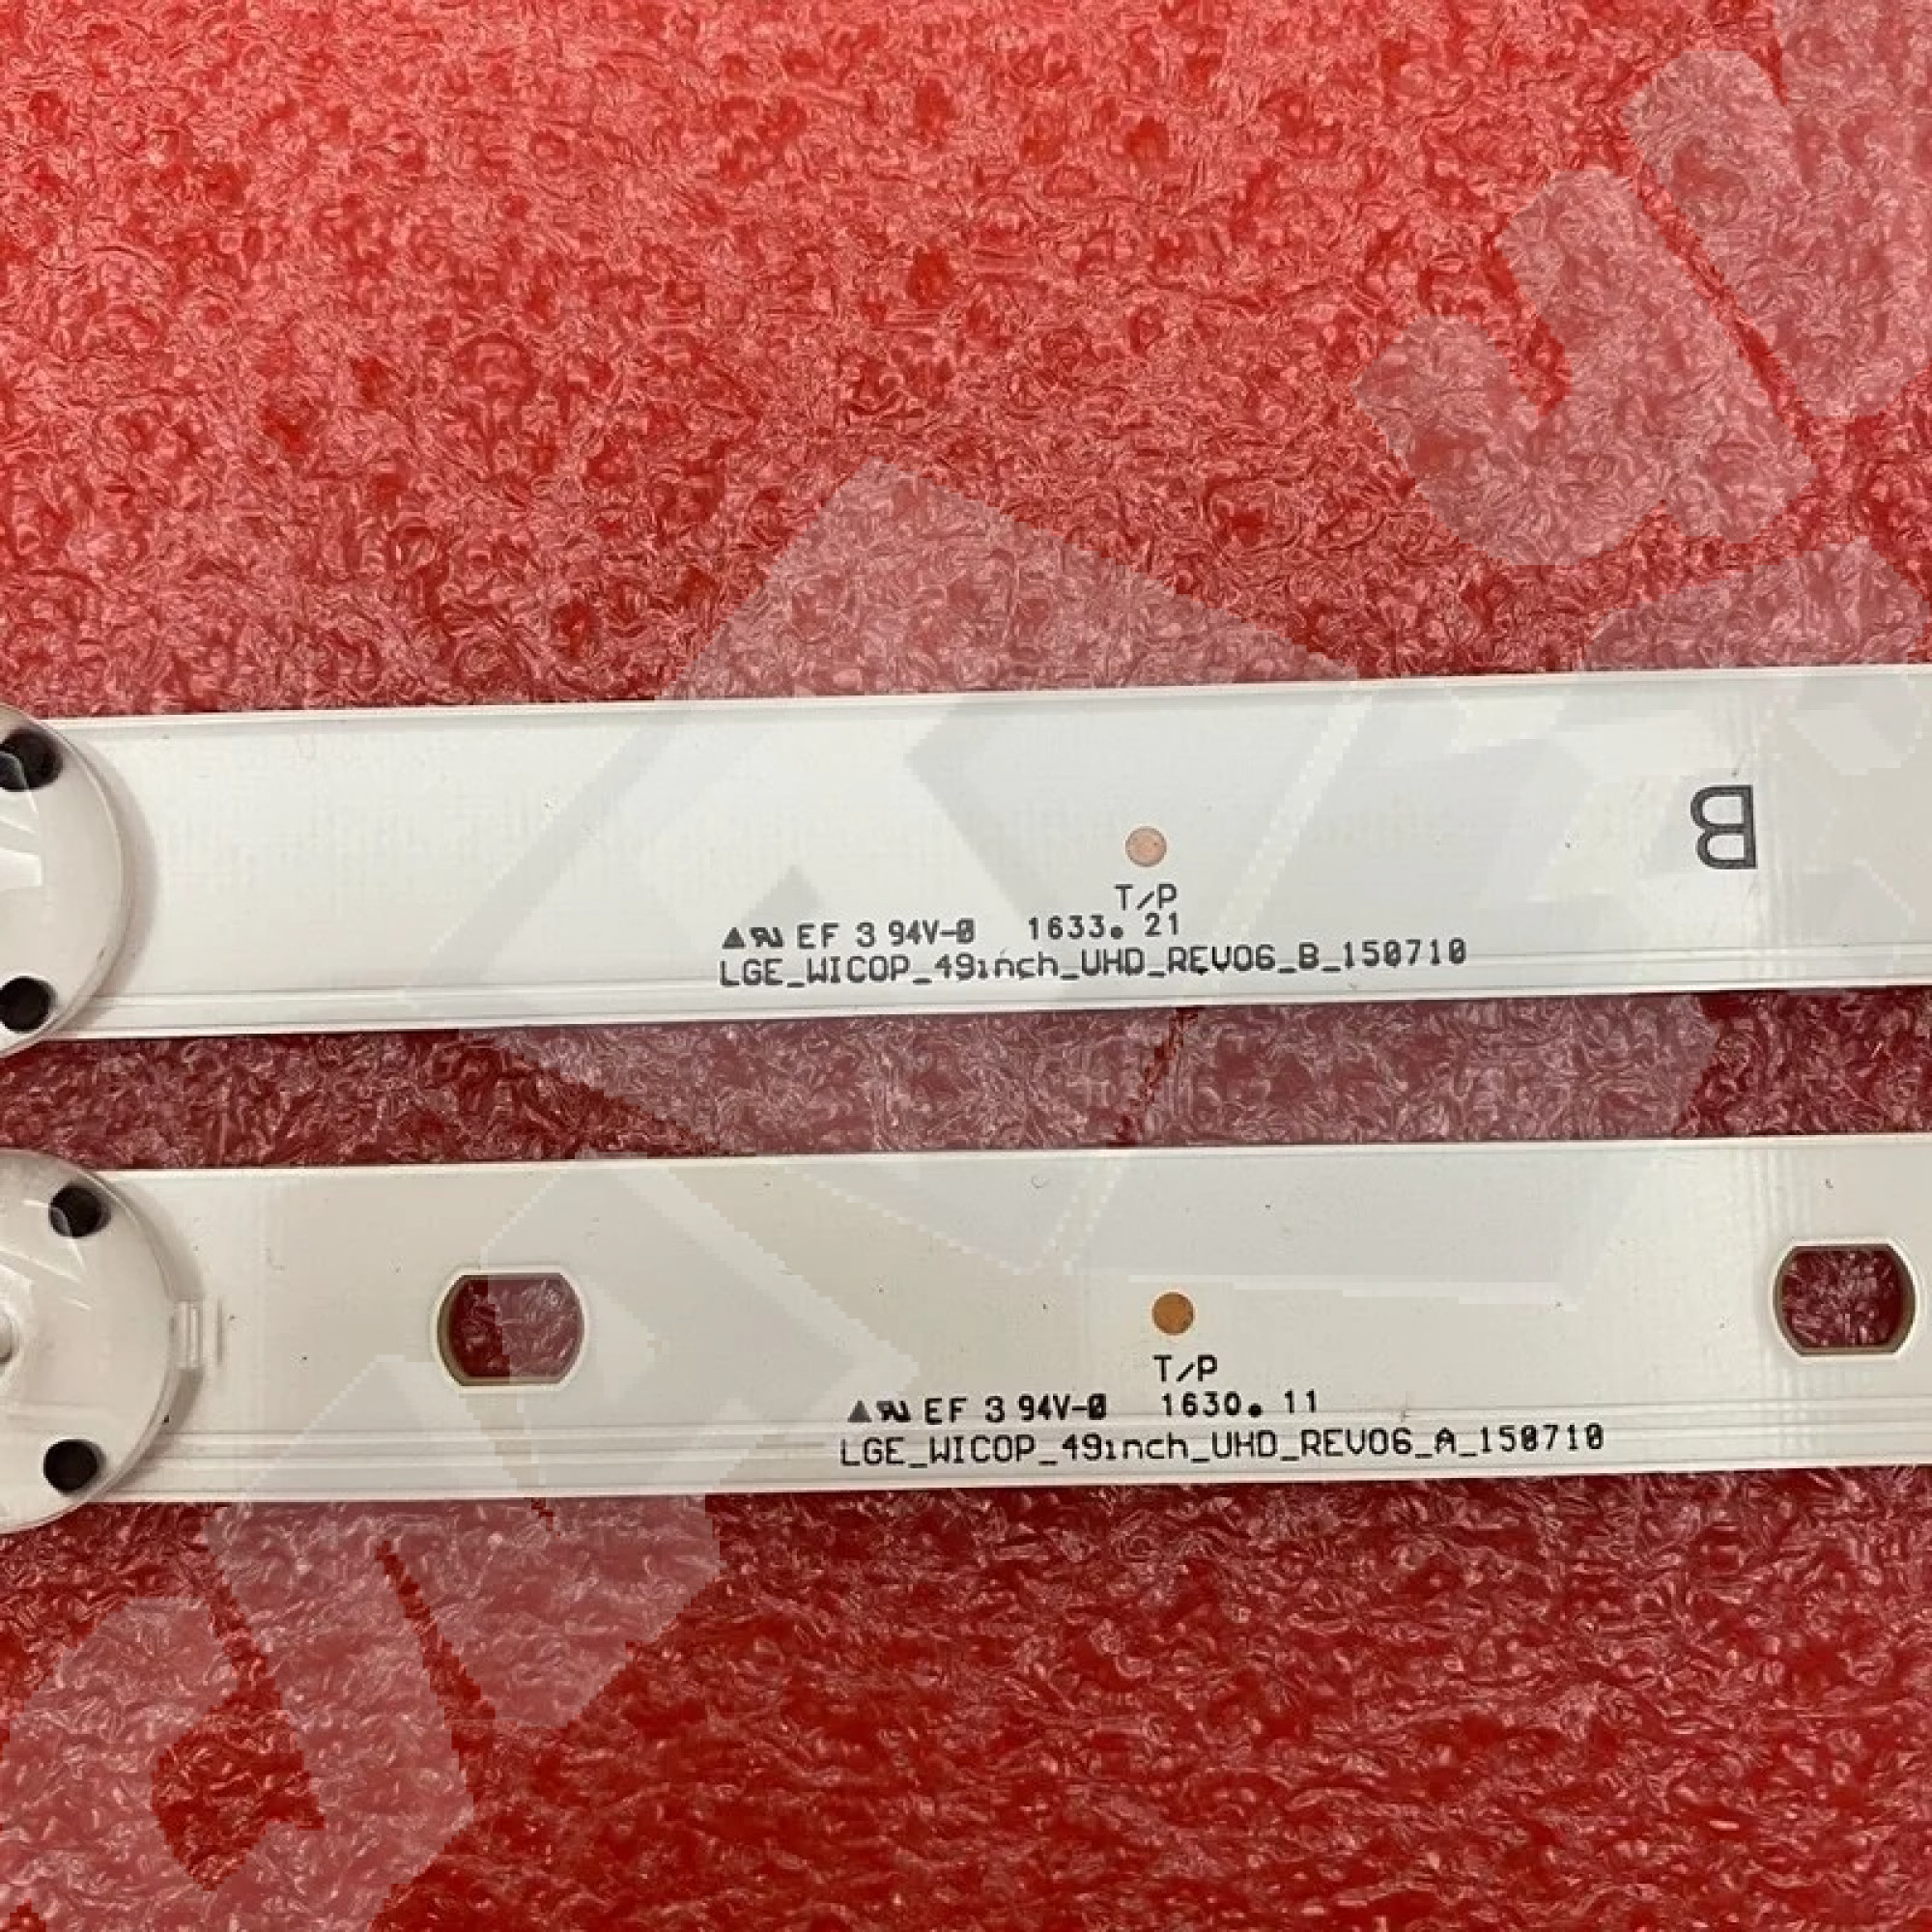 B
T/P
EF 3 94V-0 1633. 21
LGE_WICOP_49inch_UHD_REV06_B_150710
T/P
EF 3 94V-0 1630. 11
LGE_WICOP_49inch_UHD_REV06_A_150710